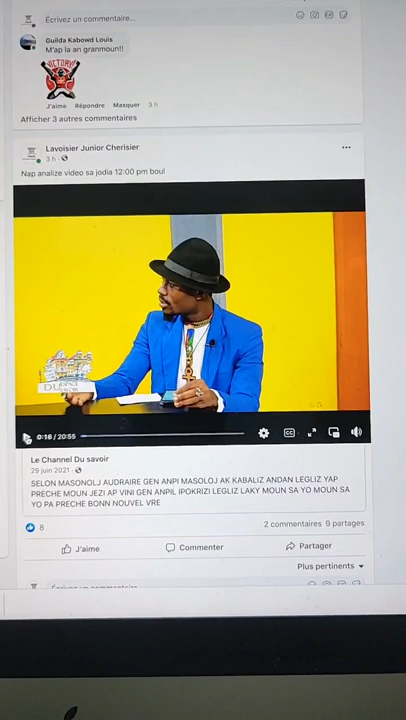 Écrivez un commentaire...
Guilda Kabowd Louis
M'ap la an granmoun!!
VICTORY!
J'aime Répondre Masquer 3 h
Afficher 3 autres commentaires
Lavoisier Junior Cherisier
3 h
Nap analize video sa jodia 12:00 pm boul
DU
0:16 / 20:55
CC
Le Channel Du savoir
29 juin 2021
SELON MASONOLJ AUDRAIRE GEN ANPI MASOLOJ AK KABALIZ ANDAN LEGLIZ YAP
PRECHE MOUN JEZI AP VINI GEN ANPIL IPOKRIZI LEGLIZ LAKY MOUN SA YO MOUN SA
YO PA PRECHE BONN NOUVEL VRE
8
2 commentaires 9 partages
J'aime Commenter Partager
Plus pertinents